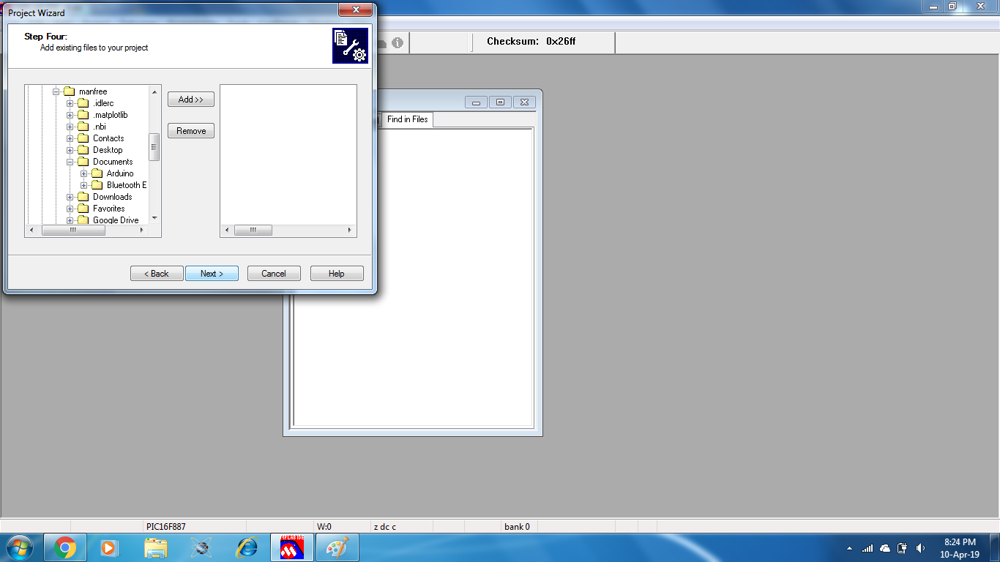 Project Wizard
Step Four:
Add existing files to your project
Checksum: 0x26ff
manfree
.idlerc
.matplotlib
.nbi
Contacts
Desktop
Documents
Arduino
Bluetooth E
Downloads
Favorites
Google Drive
Add >>
Remove
Find in Files
< Back
Next >
Cancel
Help
PIC16F887
W:0
z dc c
bank 0
MPLAB IDE
8:24 PM
10-Apr-19